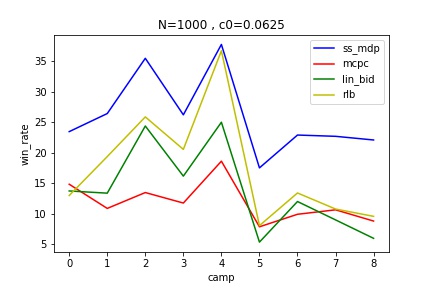 N=1000 , c0=0.0625
ss_mdp
mcpc
lin_bid
rlb
win_rate
35
30
25
20
15
10
5
0 1 2 3 4 5 6 7 8
camp